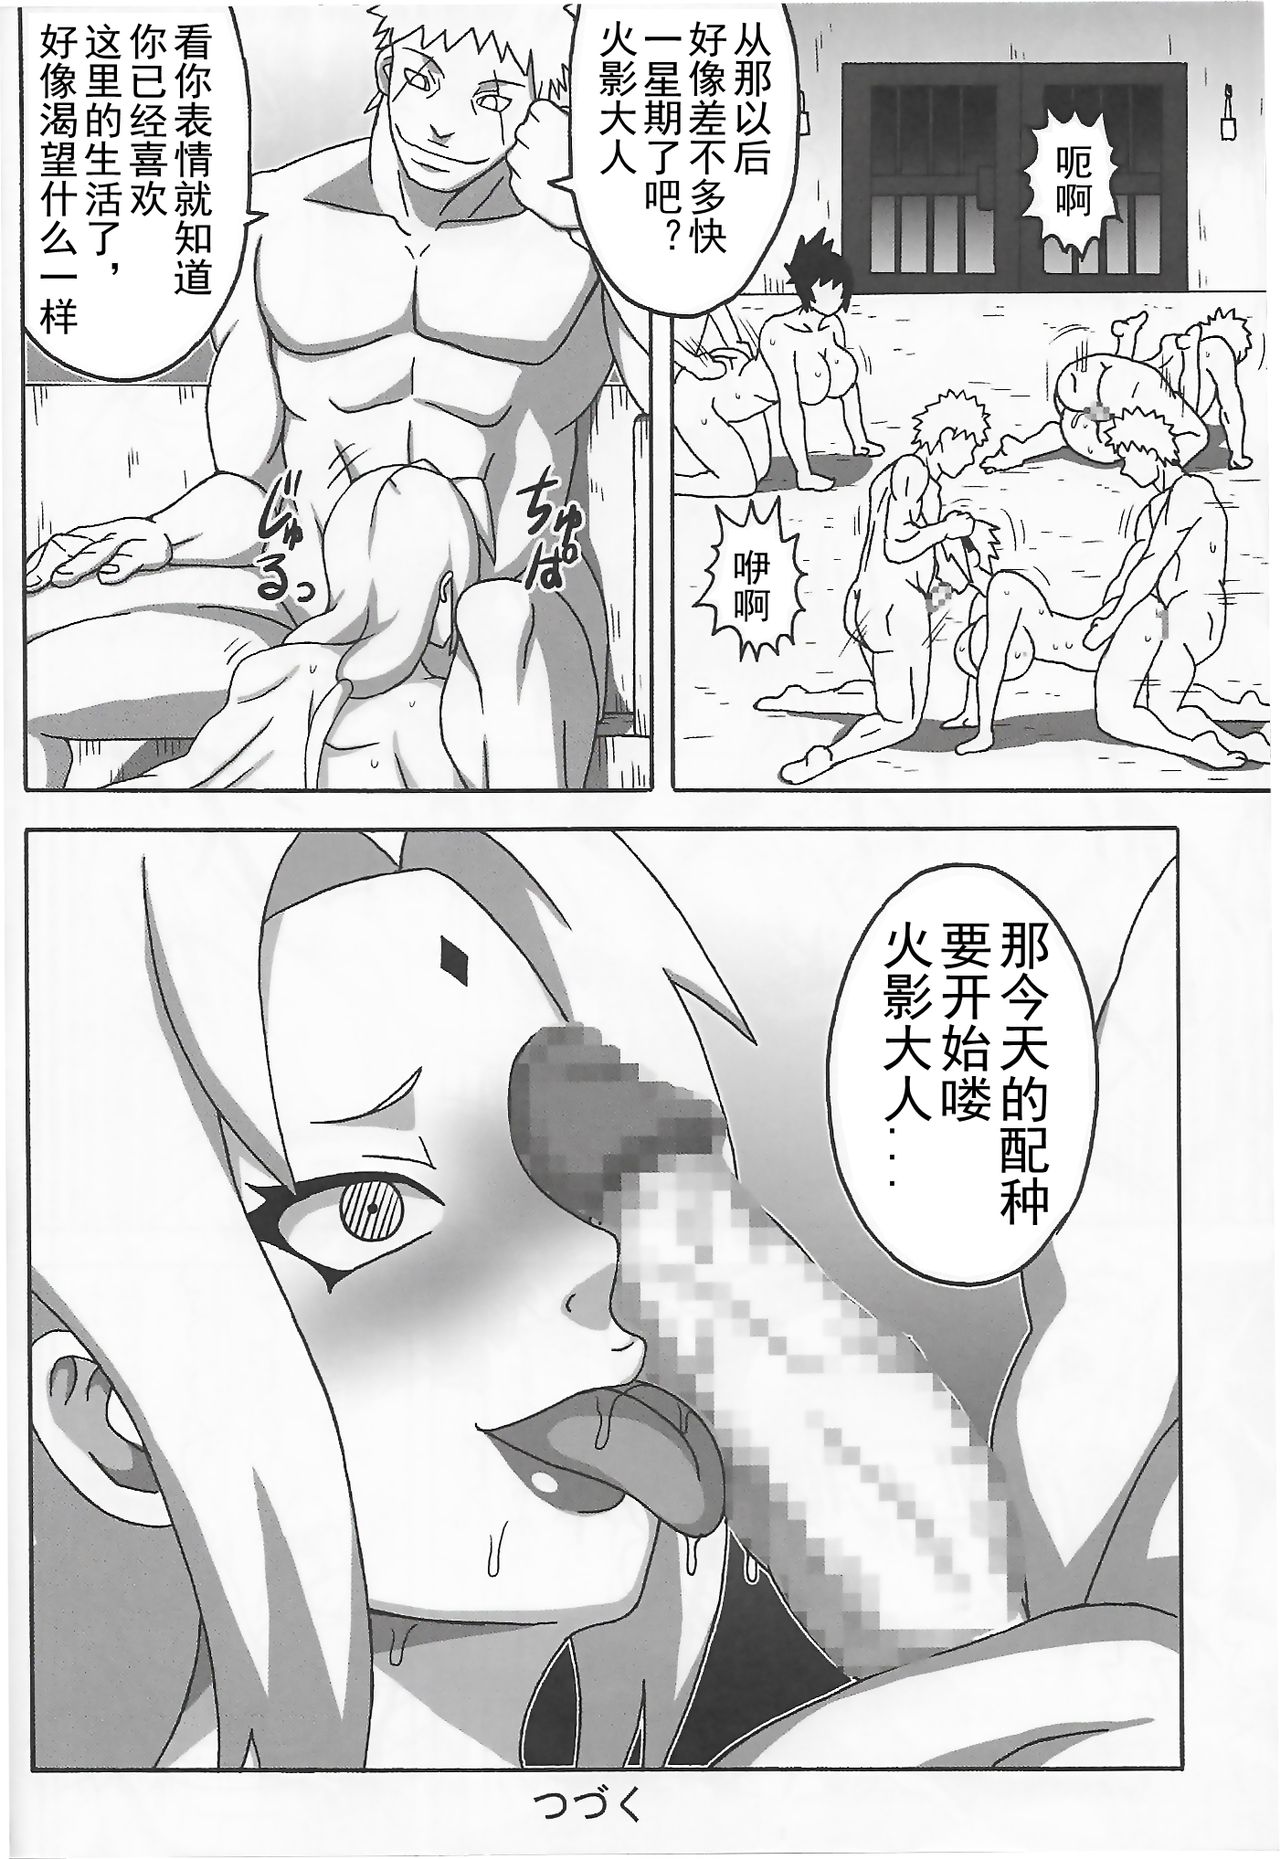 呃啊
咿啊
从那以后
好像差不多快
一星期了吧？
火影大人
看你表情就知道
你已经喜欢
这里的生活了，
好像渴望什么一样
ちゅぱ。
じゅるっ
那今天的配种
要开始喽
火影大人…
つづく